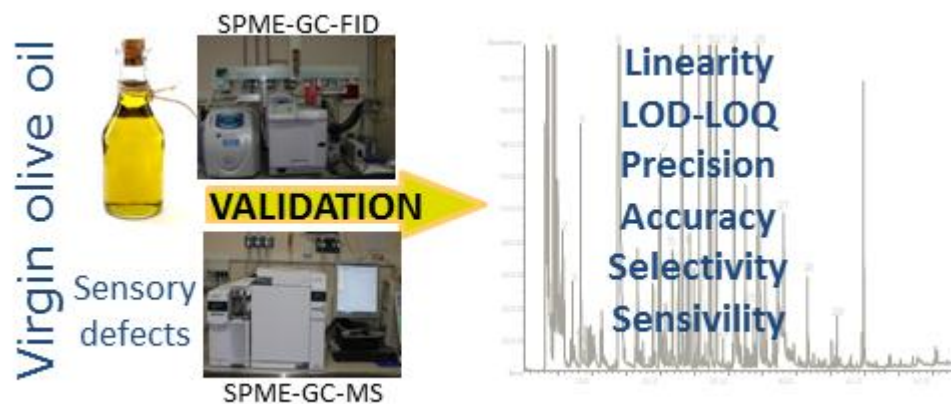 Virgin olive oil
Sensory
defects
SPME-GC-FID
VALIDATION
SPME-GC-MS
Linearity
LOD-LOQ
Precision
Accuracy
Selectivity
Sensivility